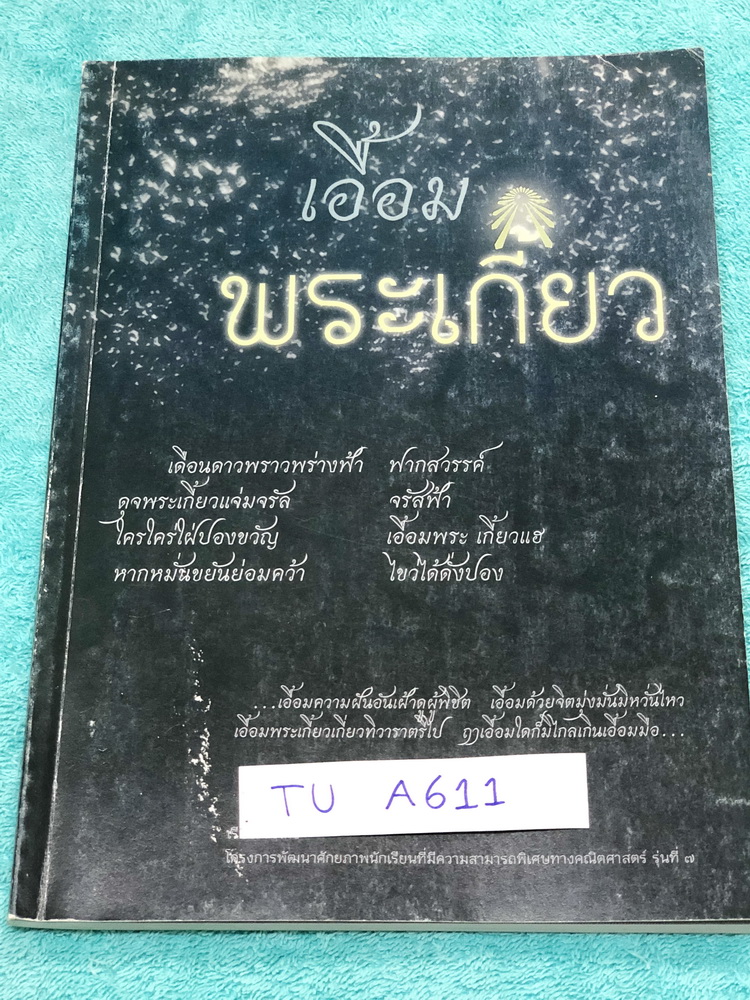 เอื้อม
พระเกี้ยว
เดือนดาวพราวพร่างฟ้า ฟากสวรรค์
ดุจพระเกี้ยวแจ่มจรัส จรัสฟ้า
ใครใคร่ใฝ่ปองขวัญ เอื้อมพระ เกี้ยวแฮ
หากหมั่นขยันย่อมคว้า ไขว่ได้ดั่งปอง
...เอื้อมความฝันอันเฝ้าดูผู้พิชิต เอื้อมด้วยจิตมุ่งมั่นมิหวั่นไหว
เอื้อมพระเกี้ยวเกี่ยวทิวาราตรีไป ฤๅเอื้อมใดก็มิไกลเกินเอื้อมมือ...
TU A611
โครงการพัฒนาศักยภาพนักเรียนที่มีความสามารถพิเศษทางคณิตศาสตร์ รุ่นที่ ๗